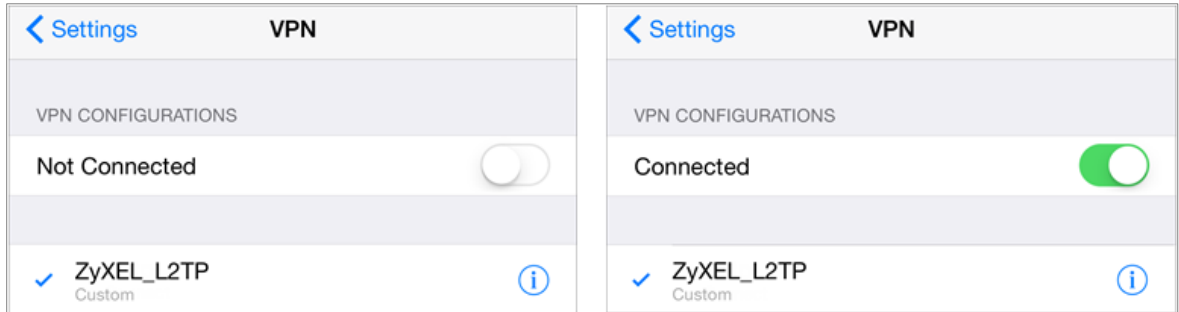 Settings
VPN
VPN CONFIGURATIONS
Not Connected
ZyXEL_L2TP
Custom
Settings
VPN
VPN CONFIGURATIONS
Connected
ZyXEL_L2TP
Custom